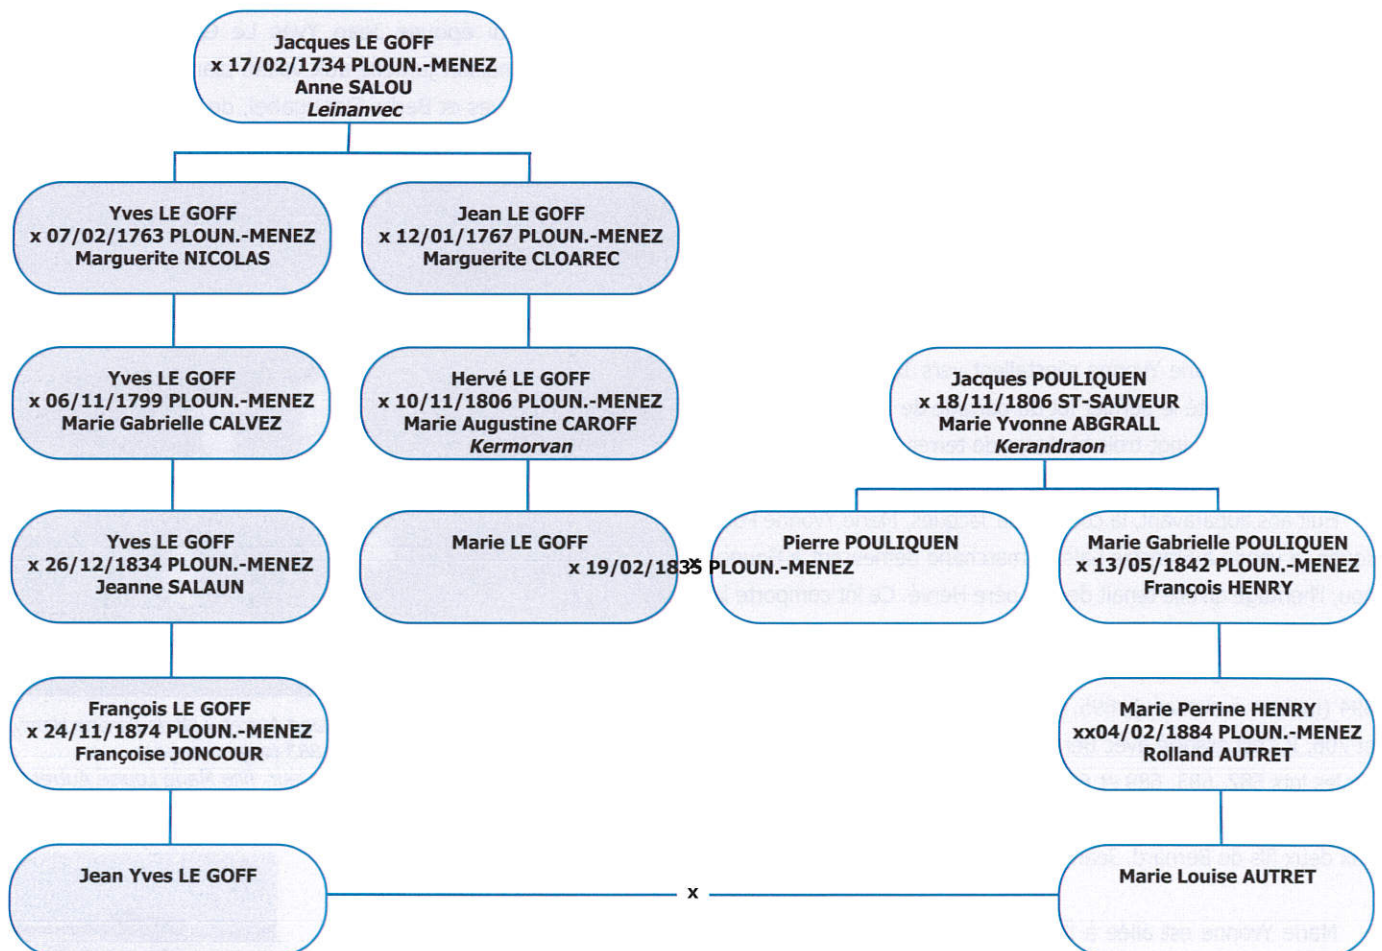 Jacques LE GOFF
x 17/02/1734 PLOUN.-MENEZ
Anne SALOU
Leinanvec
Yves LE GOFF
x 07/02/1763 PLOUN.-MENEZ
Marguerite NICOLAS
Jean LE GOFF
x 12/01/1767 PLOUN.-MENEZ
Marguerite CLOAREC
Yves LE GOFF
x 06/11/1799 PLOUN.-MENEZ
Marie Gabrielle CALVEZ
Hervé LE GOFF
x 10/11/1806 PLOUN.-MENEZ
Marie Augustine CAROFF
Kermorvan
Jacques POULIQUEN
x 18/11/1806 ST-SAUVEUR
Marie Yvonne ABGRALL
Kerandraon
Yves LE GOFF
x 26/12/1834 PLOUN.-MENEZ
Jeanne SALAUN
Marie LE GOFF
x
x 19/02/1835 PLOUN.-MENEZ
Pierre POULIQUEN
Marie Gabrielle POULIQUEN
x 13/05/1842 PLOUN.-MENEZ
François HENRY
François LE GOFF
x 24/11/1874 PLOUN.-MENEZ
Françoise JONCOUR
Marie Perrine HENRY
xx04/02/1884 PLOUN.-MENEZ
Rolland AUTRET
Jean Yves LE GOFF
x
Marie Louise AUTRET